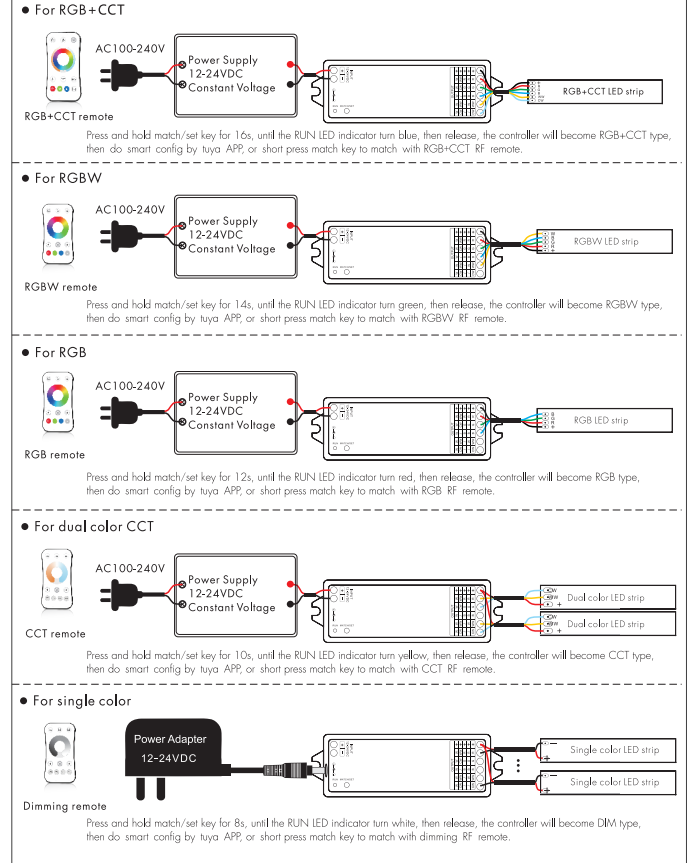 ● For RGB+CCT
AC100-240V
Power Supply
12-24VDC
Constant Voltage
RGB+CCT LED strip
RGB+CCT remote
Press and hold match/set key for 16s, until the RUN LED indicator turn blue, then release, the controller will become RGB+CCT type,
then do smart config by tuya APP, or short press match key to match with RGB+CCT RF remote.
● For RGBW
AC100-240V
Power Supply
12-24VDC
Constant Voltage
RGBW LED strip
RGBW remote
Press and hold match/set key for 14s, until the RUN LED indicator turn green, then release, the controller will become RGBW type,
then do smart config by tuya APP, or short press match key to match with RGBW RF remote.
● For RGB
AC100-240V
Power Supply
12-24VDC
Constant Voltage
RGB LED strip
RGB remote
Press and hold match/set key for 12s, until the RUN LED indicator turn red, then release, the controller will become RGB type,
then do smart config by tuya APP, or short press match key to match with RGB RF remote.
● For dual color CCT
AC100-240V
Power Supply
12-24VDC
Constant Voltage
Dual color LED strip
Dual color LED strip
CCT remote
Press and hold match/set key for 10s, until the RUN LED indicator turn yellow, then release, the controller will become CCT type,
then do smart config by tuya APP, or short press match key to match with CCT RF remote.
● For single color
Power Adapter
12-24VDC
Single color LED strip
Single color LED strip
Dimming remote
Press and hold match/set key for 8s, until the RUN LED indicator turn white, then release, the controller will become DIM type,
then do smart config by tuya APP, or short press match key to match with dimming RF remote.